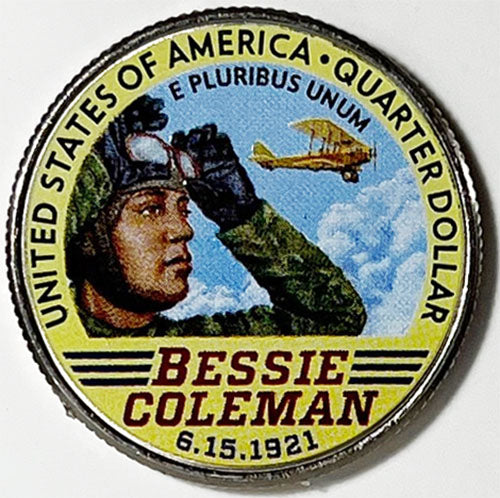 UNITED STATES OF AMERICA • QUARTER DOLLAR
E PLURIBUS UNUM
BESSIE
COLEMAN
6.15.1921